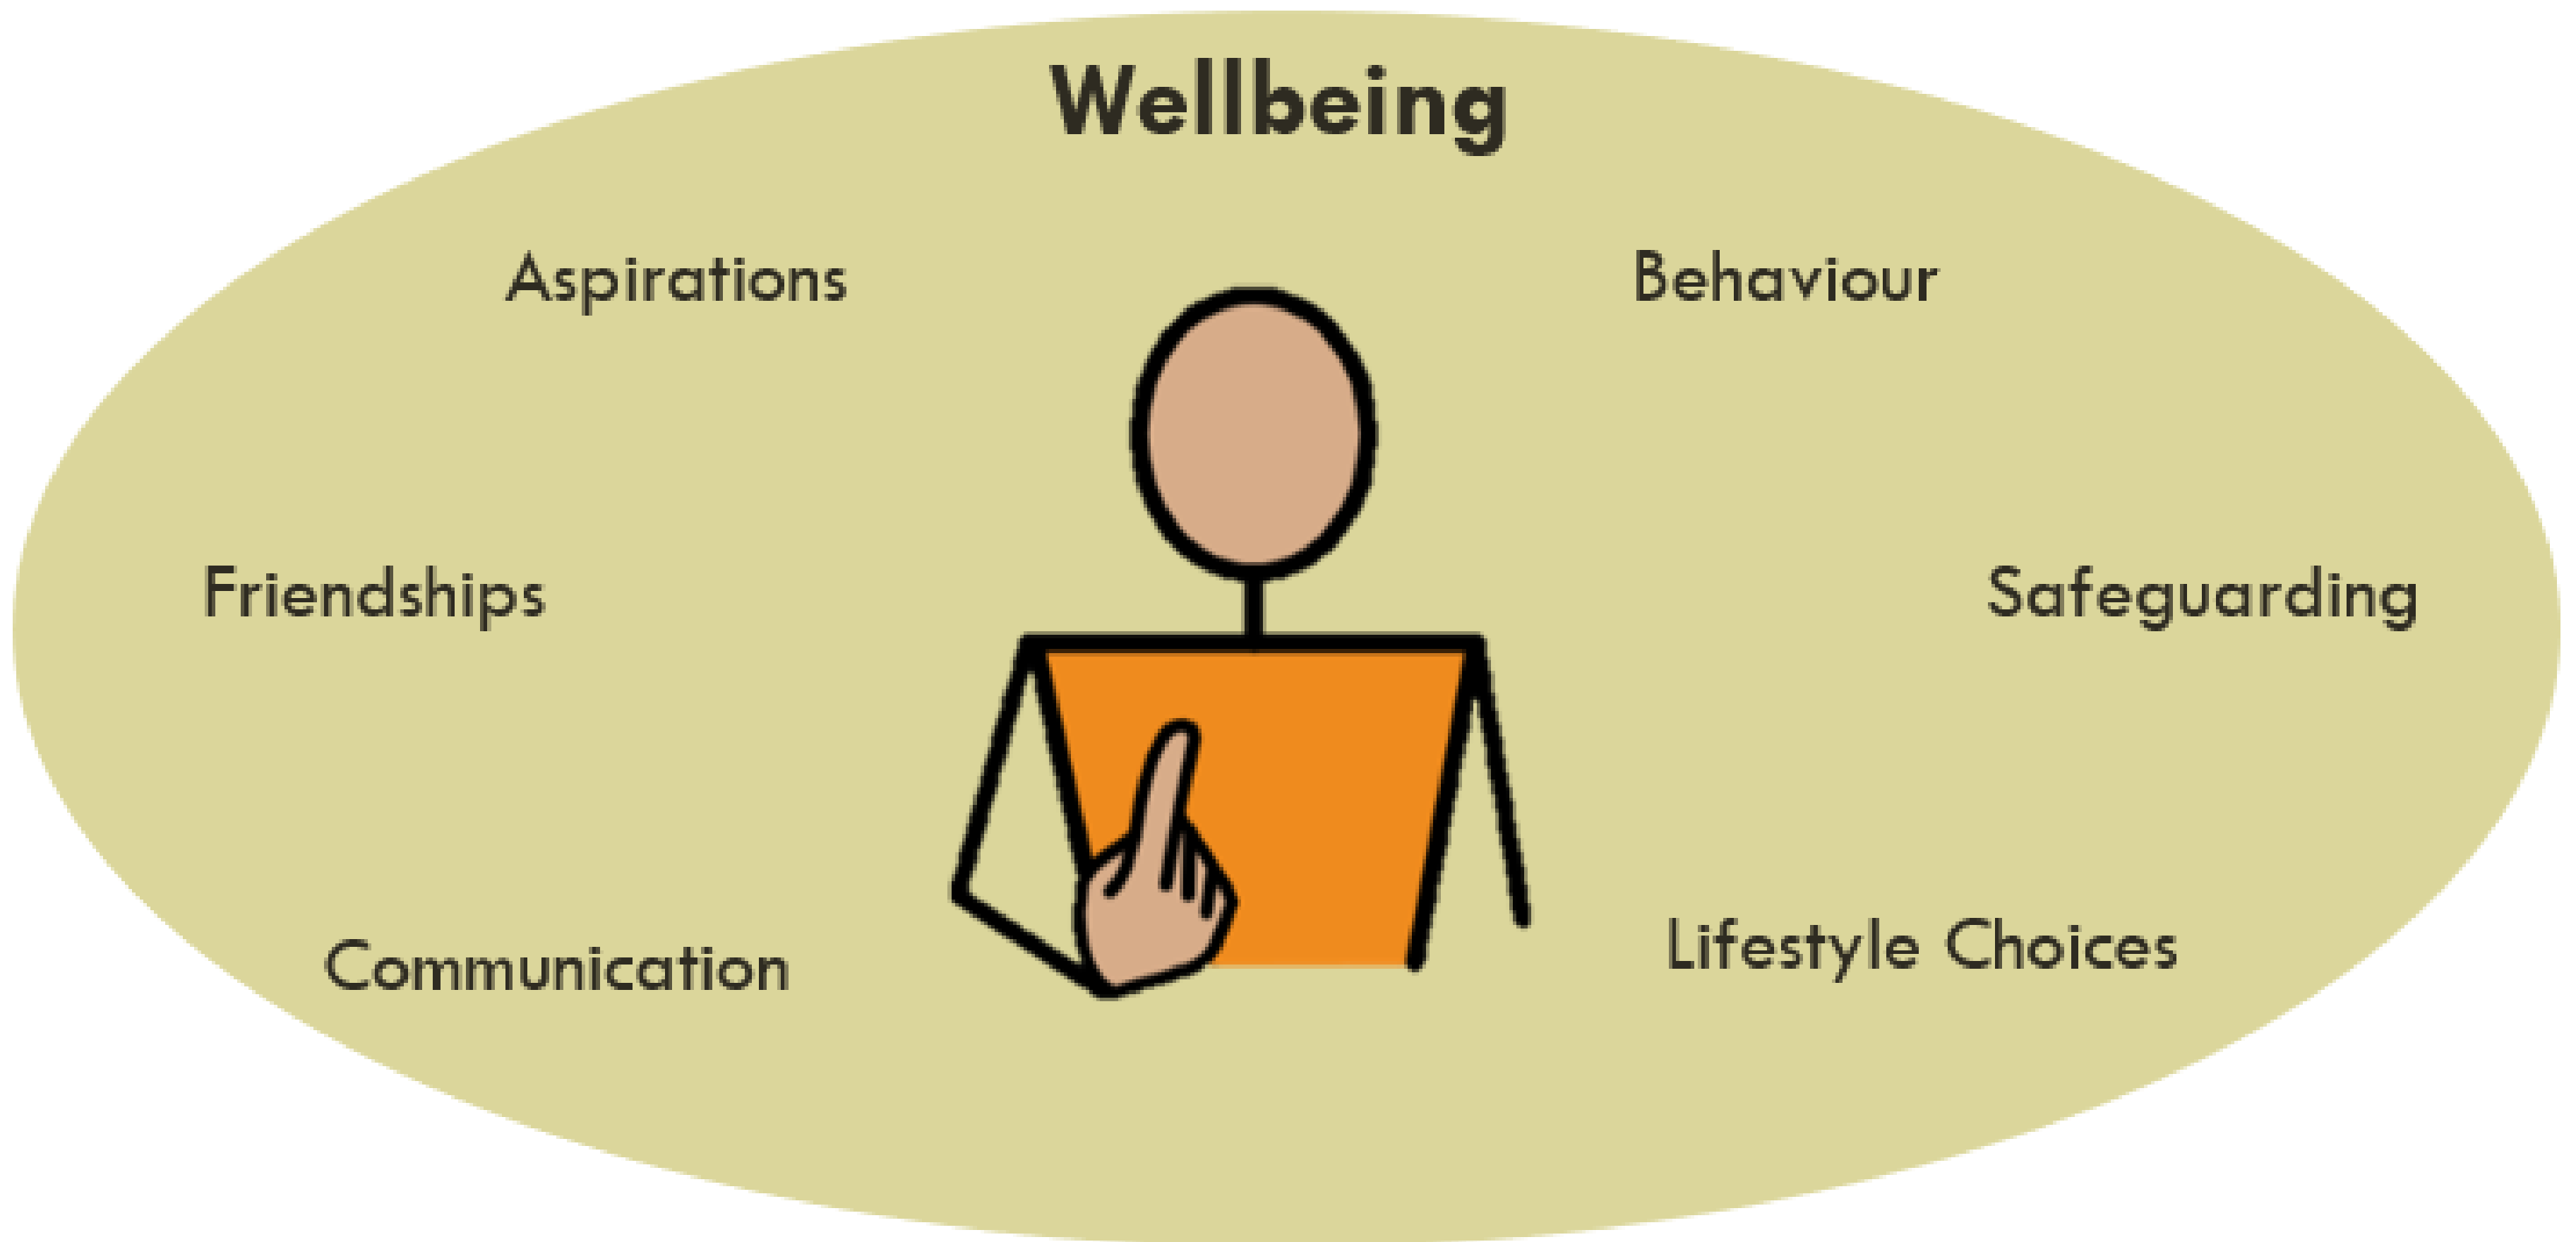 Wellbeing
Aspirations
Behaviour
Friendships
Safeguarding
Communication
Lifestyle Choices